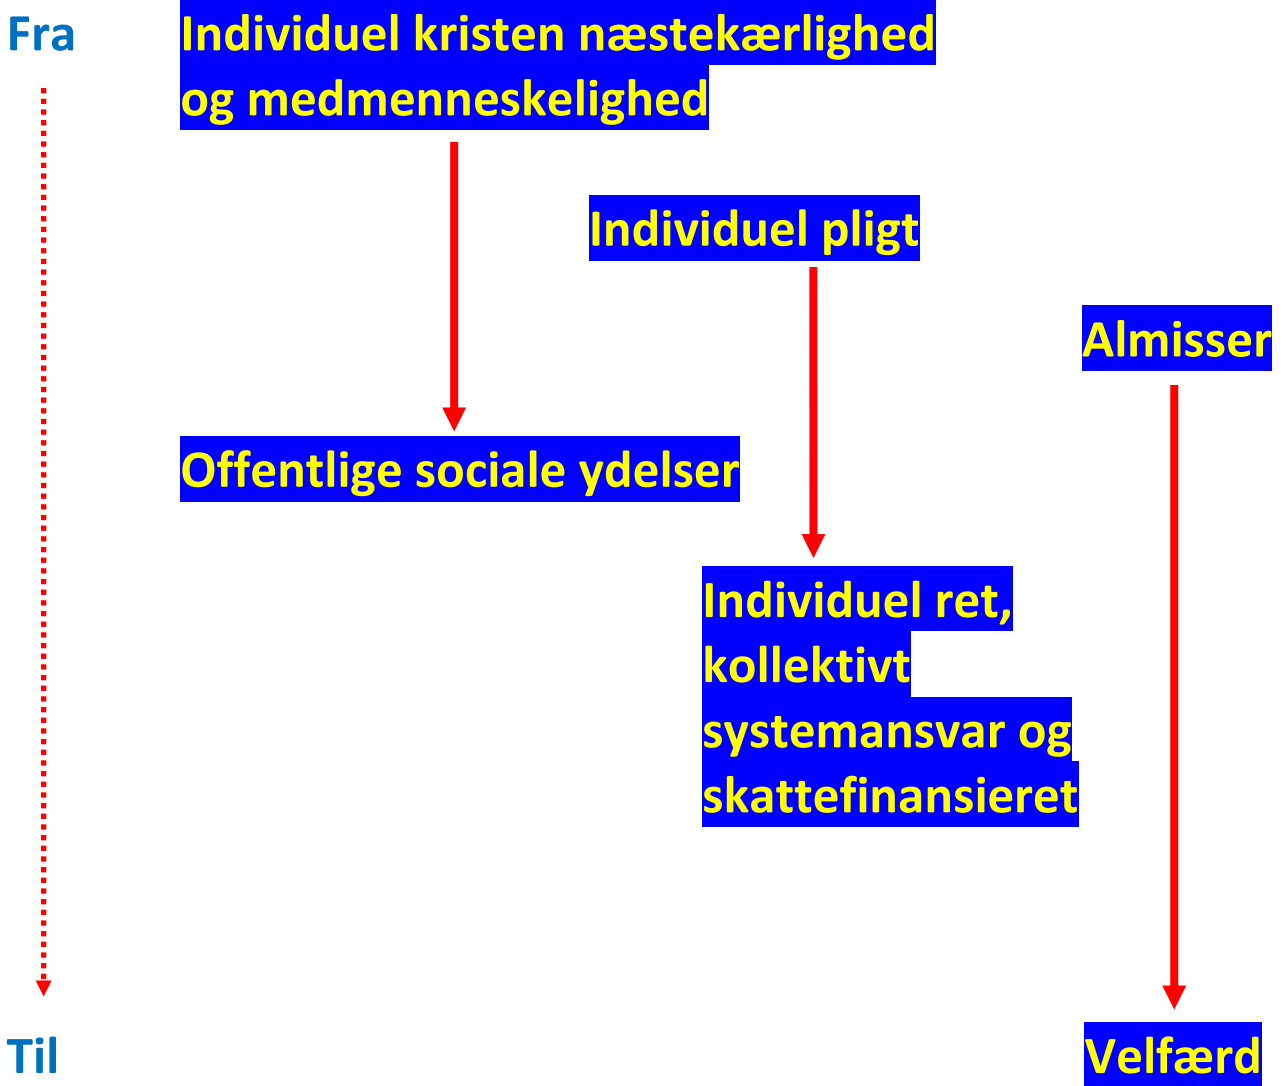 Fra
Individuel kristen næstekærlighed
og medmenneskelighed
Individuel pligt
Almisser
Offentlige sociale ydelser
Individuel ret,
kollektivt
systemansvar og
skattefinansieret
Til
Velfærd